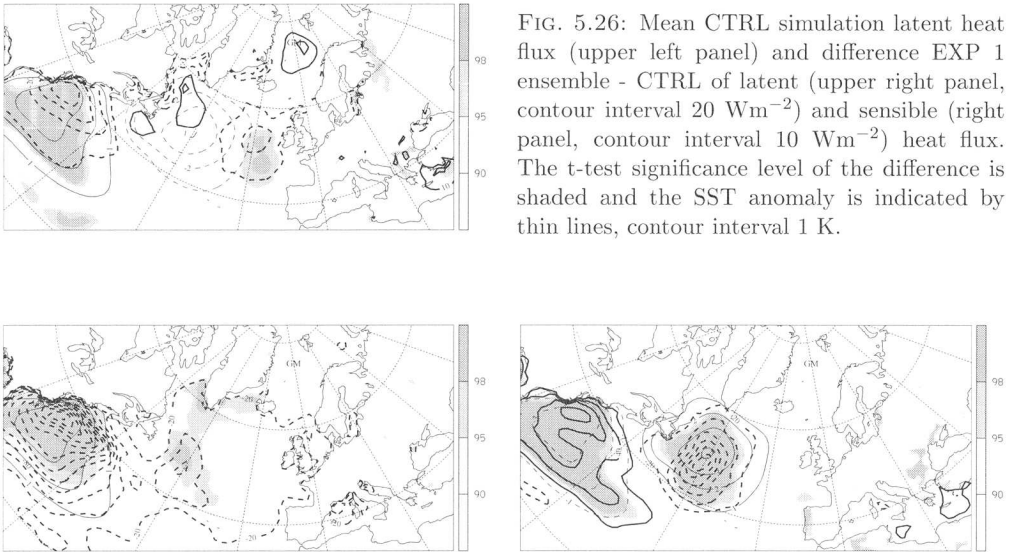 FIG. 5.26: Mean CTRL simulation latent heat
flux (upper left panel) and difference EXP 1
ensemble - CTRL of latent (upper right panel,
contour interval 20 Wm⁻²) and sensible (right
panel, contour interval 10 Wm⁻²) heat flux.
The t-test significance level of the difference is
shaded and the SST anomaly is indicated by
thin lines, contour interval 1 K.
98
95
90
10
GM
98
95
90
-20
-20
GM
98
95
90